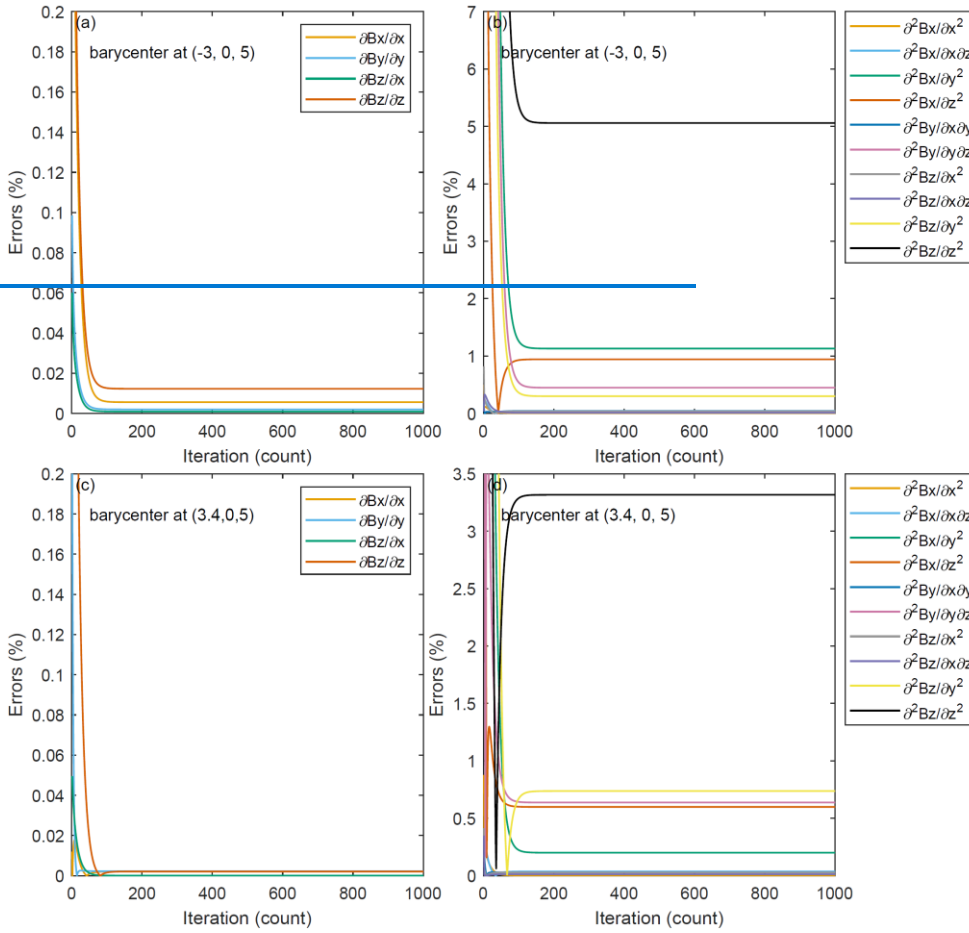 (a)
barycenter at (-3, 0, 5)
∂Bx/∂x
∂By/∂y
∂Bz/∂x
∂Bz/∂z
0.2
0.18
0.16
0.14
0.12
0.1
0.08
0.06
0.04
0.02
0
Errors (%)
0 200 400 600 800 1000
Iteration (count)
(b)
barycenter at (-3, 0, 5)
7
6
5
4
3
2
1
0
Errors (%)
0 200 400 600 800 1000
Iteration (count)
∂²Bx/∂x²
∂²Bx/∂x∂z
∂²Bx/∂y²
∂²Bx/∂z²
∂²By/∂x∂y
∂²By/∂y∂z
∂²Bz/∂x²
∂²Bz/∂x∂z
∂²Bz/∂y²
∂²Bz/∂z²
(c)
barycenter at (3.4,0,5)
∂Bx/∂x
∂By/∂y
∂Bz/∂x
∂Bz/∂z
0.2
0.18
0.16
0.14
0.12
0.1
0.08
0.06
0.04
0.02
0
Errors (%)
0 200 400 600 800 1000
Iteration (count)
(d)
barycenter at (3.4, 0, 5)
3.5
3
2.5
2
1.5
1
0.5
0
Errors (%)
0 200 400 600 800 1000
Iteration (count)
∂²Bx/∂x²
∂²Bx/∂x∂z
∂²Bx/∂y²
∂²Bx/∂z²
∂²By/∂x∂y
∂²By/∂y∂z
∂²Bz/∂x²
∂²Bz/∂x∂z
∂²Bz/∂y²
∂²Bz/∂z²